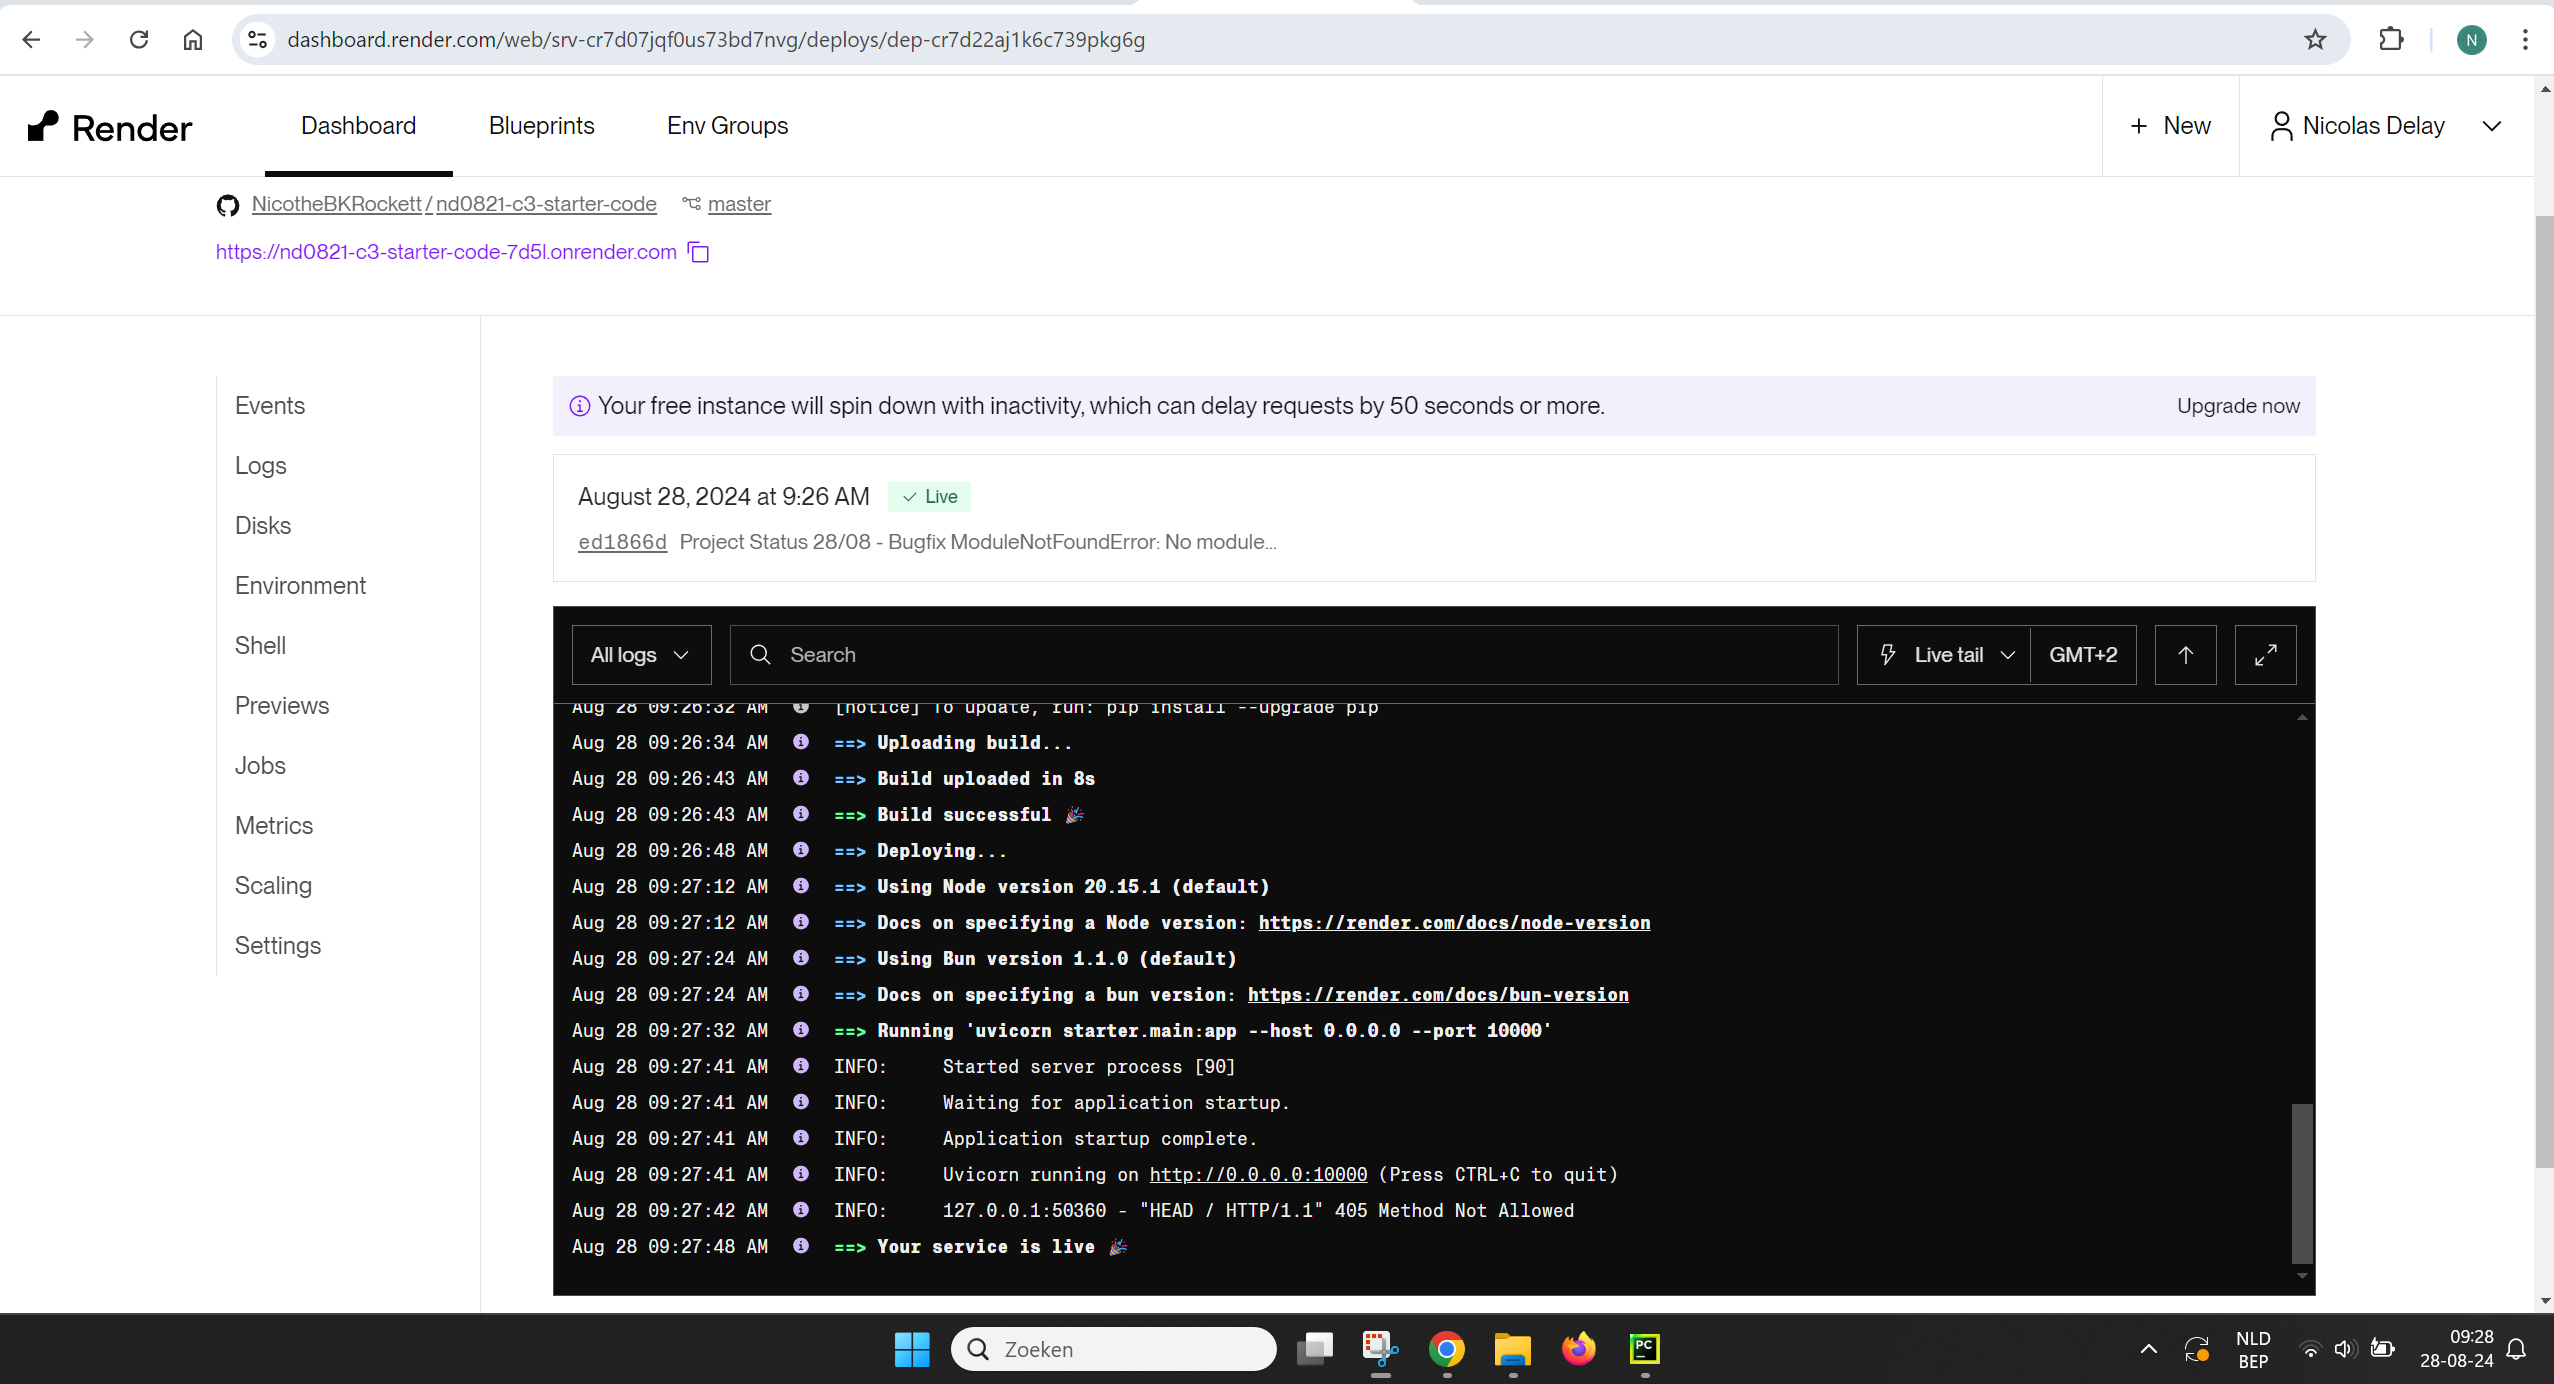 dashboard.render.com/web/srv-cr7d07jqf0us73bd7nvg/deploys/dep-cr7d22aj1k6c739pkg6g
N
Render
Dashboard
Blueprints
Env Groups
+ New
Nicolas Delay
NicotheBKRockett / nd0821-c3-starter-code
master
https://nd0821-c3-starter-code-7d5l.onrender.com
Events
Logs
Disks
Environment
Shell
Previews
Jobs
Metrics
Scaling
Settings
Your free instance will spin down with inactivity, which can delay requests by 50 seconds or more.
Upgrade now
August 28, 2024 at 9:26 AM
Live
ed1866d Project Status 28/08 - Bugfix ModuleNotFoundError: No module...
All logs
Search
Live tail
GMT+2
Aug 28 09:26:32 AM [notice] To update, run: pip install --upgrade pip
Aug 28 09:26:34 AM ==> Uploading build...
Aug 28 09:26:43 AM ==> Build uploaded in 8s
Aug 28 09:26:43 AM ==> Build successful 🎉
Aug 28 09:26:48 AM ==> Deploying...
Aug 28 09:27:12 AM ==> Using Node version 20.15.1 (default)
Aug 28 09:27:12 AM ==> Docs on specifying a Node version: https://render.com/docs/node-version
Aug 28 09:27:24 AM ==> Using Bun version 1.1.0 (default)
Aug 28 09:27:24 AM ==> Docs on specifying a bun version: https://render.com/docs/bun-version
Aug 28 09:27:32 AM ==> Running 'uvicorn starter.main:app --host 0.0.0.0 --port 10000'
Aug 28 09:27:41 AM INFO: Started server process [90]
Aug 28 09:27:41 AM INFO: Waiting for application startup.
Aug 28 09:27:41 AM INFO: Application startup complete.
Aug 28 09:27:41 AM INFO: Uvicorn running on http://0.0.0.0:10000 (Press CTRL+C to quit)
Aug 28 09:27:42 AM INFO: 127.0.0.1:50360 - "HEAD / HTTP/1.1" 405 Method Not Allowed
Aug 28 09:27:48 AM ==> Your service is live 🎉
Zoeken
PC
NLD
BEP
09:28
28-08-24